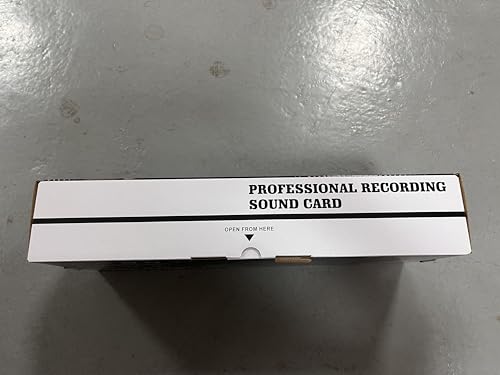 PROFESSIONAL RECORDING
SOUND CARD
OPEN FROM HERE